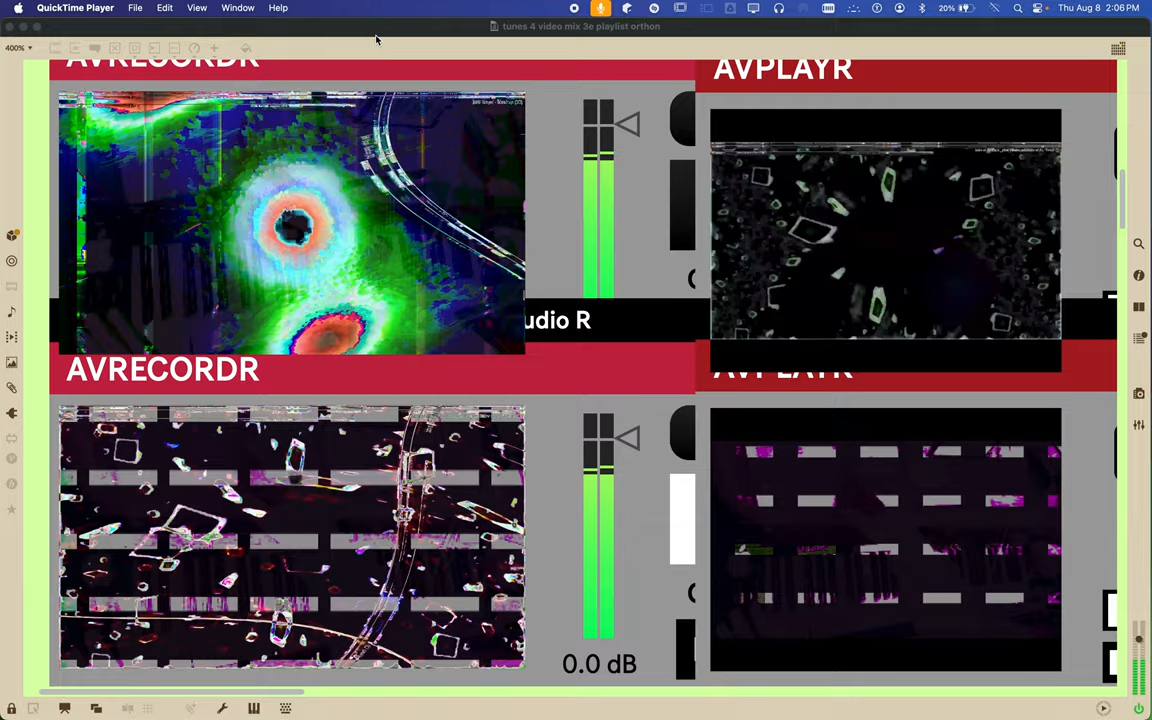 QuickTime Player File Edit View Window Help 20% Thu Aug 8 2:06 PM
tunes 4 video mix 3e playlist orthon
400%
AVRECORDR AVPLAYR
udio R
AVRECORDR AVPLAYR
0.0 dB